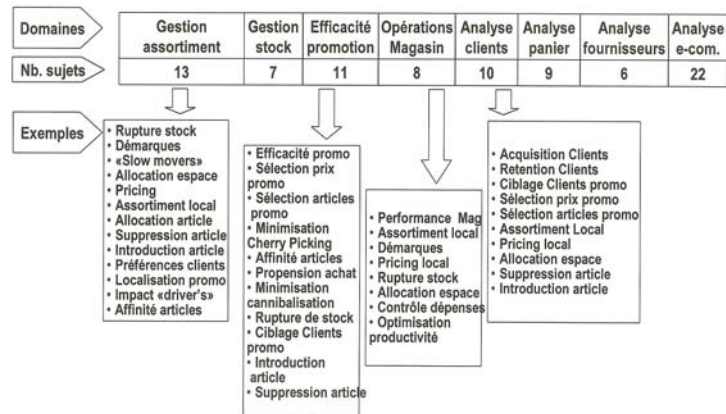 Domaines
Gestion assortiment
Gestion stock
Efficacité promotion
Opérations Magasin
Analyse clients
Analyse panier
Analyse fournisseurs
Analyse e-com.
Nb. sujets
13
7
11
8
10
9
6
22
Exemples
• Rupture stock
• Démarques
• «Slow movers»
• Allocation espace
• Pricing
• Assortiment local
• Allocation article
• Suppression article
• Introduction article
• Préférences clients
• Localisation promo
• Impact «driver's»
• Affinité articles
• Efficacité promo
• Sélection prix
promo
• Sélection articles
promo
• Minimisation
Cherry Picking
• Affinité articles
• Propension achat
• Minimisation
cannibalisation
• Rupture de stock
• Ciblage Clients
promo
• Introduction
article
• Suppression article
• Performance Mag
• Assortiment local
• Démarques
• Pricing local
• Rupture stock
• Allocation espace
• Contrôle dépenses
• Optimisation
productivité
• Acquisition Clients
• Retention Clients
• Ciblage Clients promo
• Sélection prix promo
• Sélection articles promo
• Assortiment Local
• Pricing local
• Allocation espace
• Suppression article
• Introduction article